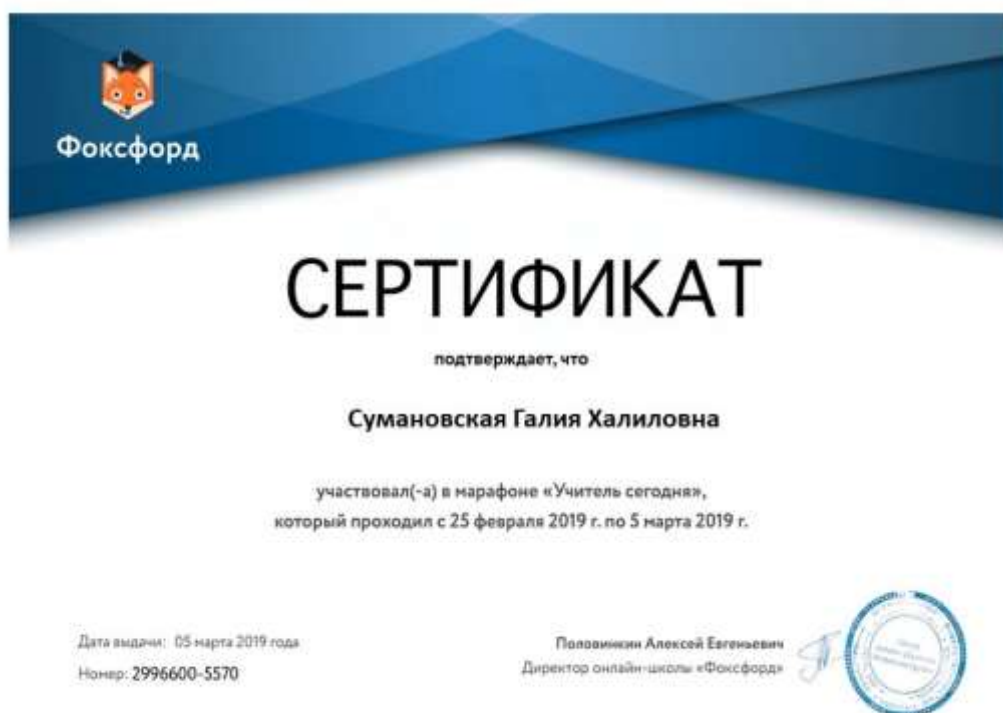 Фоксфорд
СЕРТИФИКАТ
подтверждает, что
Сумановская Галия Халиловна
участвовал(-а) в марафоне «Учитель сегодня»,
который проходил с 25 февраля 2019 г. по 5 марта 2019 г.
Дата выдачи: 05 марта 2019 года
Номер: 2996600-5570
Половинкин Алексей Евгеньевич
Директор онлайн-школы «Фоксфорд»